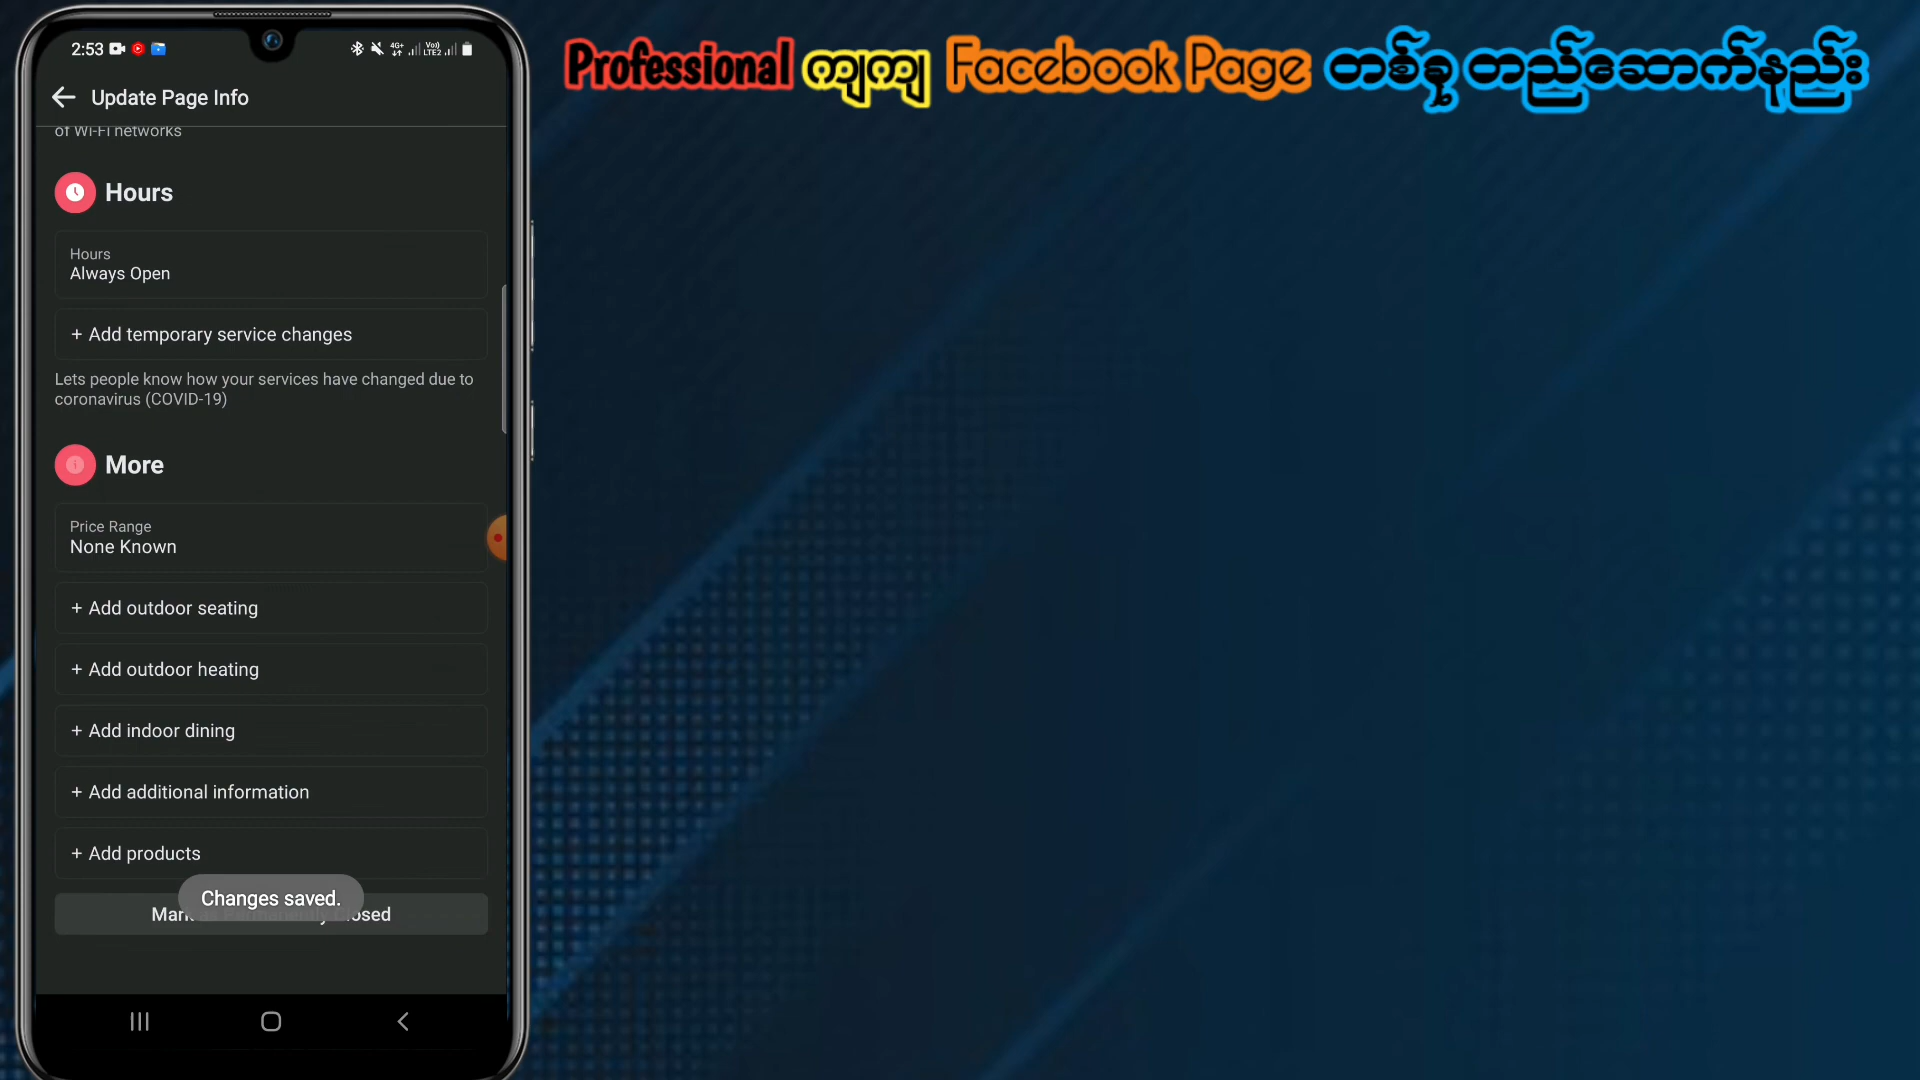 Professional ကျကျ Facebook Page တစ်ခု တည်ဆောက်နည်း
2:53
Update Page Info
of Wi-Fi networks
Hours
Hours
Always Open
+ Add temporary service changes
Lets people know how your services have changed due to
coronavirus (COVID-19)
More
Price Range
None Known
+ Add outdoor seating
+ Add outdoor heating
+ Add indoor dining
+ Add additional information
+ Add products
Changes saved.